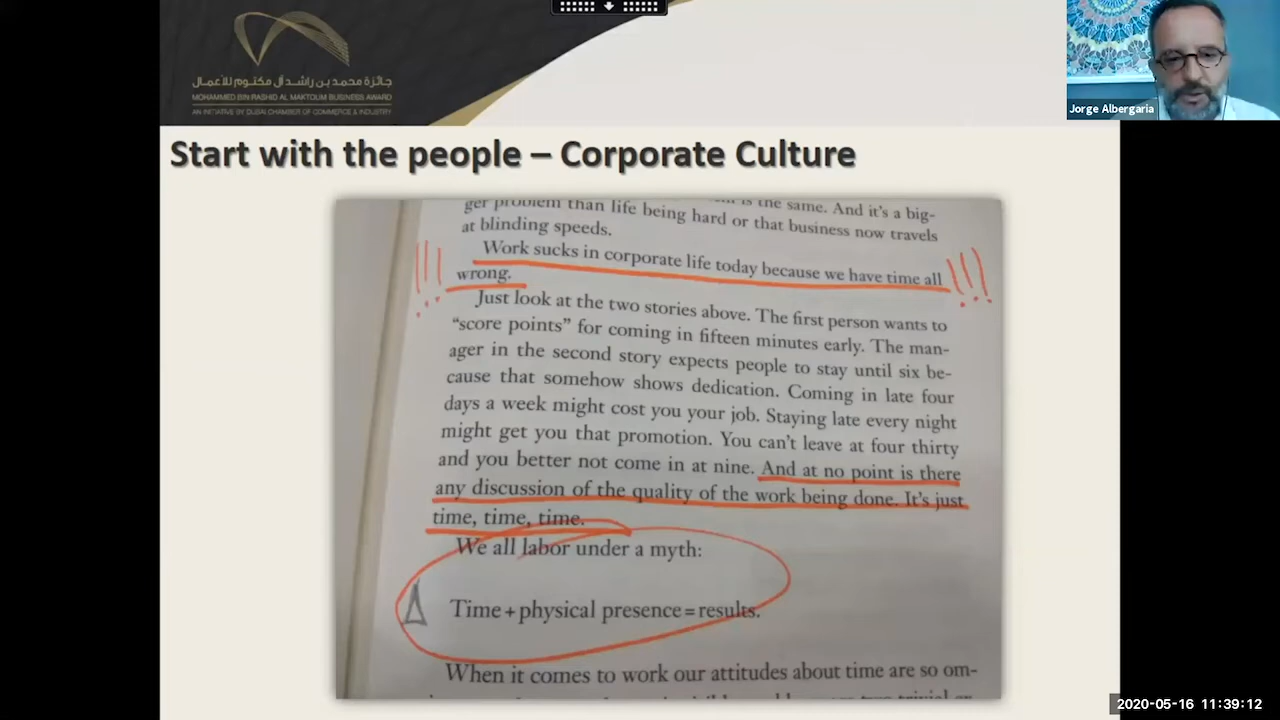 جائزة محمد بن راشد آل مكتوم للأعمال
MOHAMMED BIN RASHID AL MAKTOUM BUSINESS AWARD
AN INITIATIVE BY DUBAI CHAMBER OF COMMERCE & INDUSTRY
Jorge Albergaria
Start with the people – Corporate Culture
is the same. And it's a big-
ger problem than life being hard or that business now travels
at blinding speeds.
Work sucks in corporate life today because we have time all
wrong.
Just look at the two stories above. The first person wants to
“score points” for coming in fifteen minutes early. The man-
ager in the second story expects people to stay until six be-
cause that somehow shows dedication. Coming in late four
days a week might cost you your job. Staying late every night
might get you that promotion. You can't leave at four thirty
and you better not come in at nine. And at no point is there
any discussion of the quality of the work being done. It's just
time, time, time.
We all labor under a myth:
Time + physical presence = results.
When it comes to work our attitudes about time are so om-
2020-05-16 11:39:12